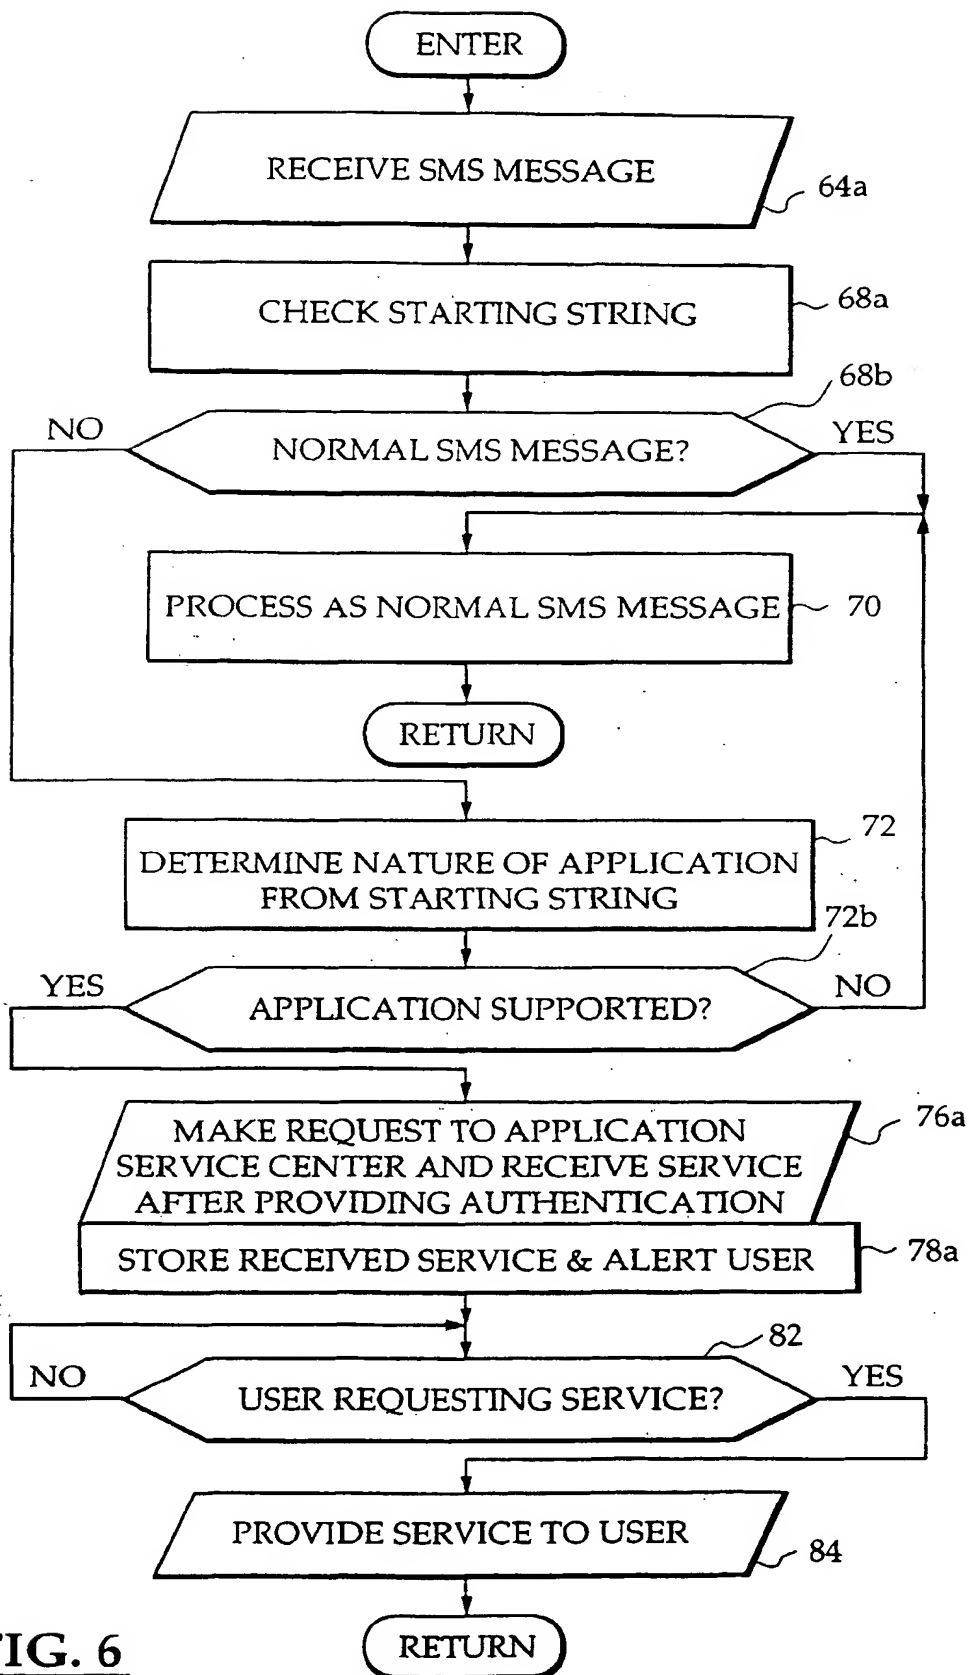 ENTER
RECEIVE SMS MESSAGE
64a
CHECK STARTING STRING
68a
68b
NO
NORMAL SMS MESSAGE?
YES
PROCESS AS NORMAL SMS MESSAGE
70
RETURN
72
DETERMINE NATURE OF APPLICATION
FROM STARTING STRING
72b
YES
APPLICATION SUPPORTED?
NO
MAKE REQUEST TO APPLICATION
SERVICE CENTER AND RECEIVE SERVICE
AFTER PROVIDING AUTHENTICATION
76a
STORE RECEIVED SERVICE & ALERT USER
78a
82
NO
USER REQUESTING SERVICE?
YES
PROVIDE SERVICE TO USER
84
RETURN
IG. 6